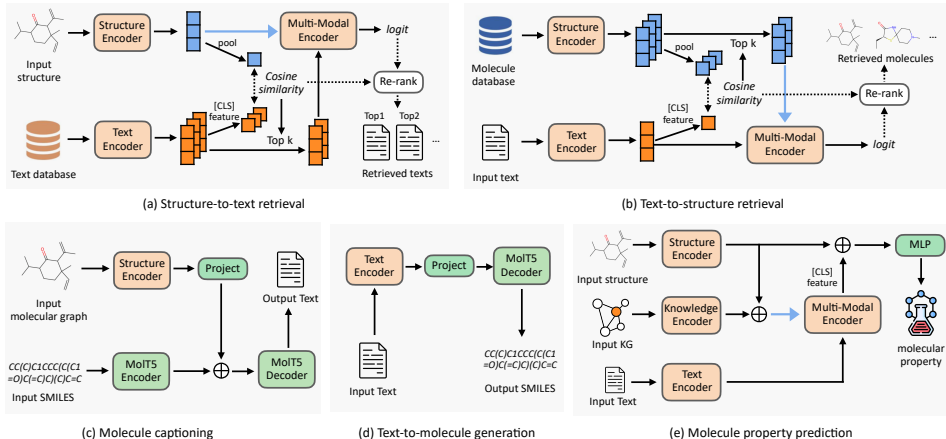 Structure
Encoder
Multi-Modal
Encoder
logit
Input
structure
pool
Cosine
similarity
Re-rank
[CLS]
feature
Top1
Top2
Text
Encoder
Top k
...
Text database
Retrieved texts
(a) Structure-to-text retrieval
Structure
Encoder
pool
Top k
...
Molecule
database
Retrieved molecules
Cosine
similarity
Re-rank
[CLS]
feature
Text
Encoder
Multi-Modal
Encoder
logit
Input text
(b) Text-to-structure retrieval
Structure
Encoder
Project
Input
molecular graph
Output Text
CC(C)C1CCC(C(C1
=O)C(=C)C)(C)C=C
MolT5
Encoder
MolT5
Decoder
Input SMILES
(c) Molecule captioning
Text Encoder
Project
MolT5
Decoder
CC(C)C1CCC(C(C1
=O)C(=C)C)(C)C=C
Input Text
Output SMILES
(d) Text-to-molecule generation
Structure
Encoder
MLP
Input structure
[CLS]
feature
Knowledge
Encoder
Multi-Modal
Encoder
Input KG
molecular
property
Text
Encoder
Input Text
(e) Molecule property prediction